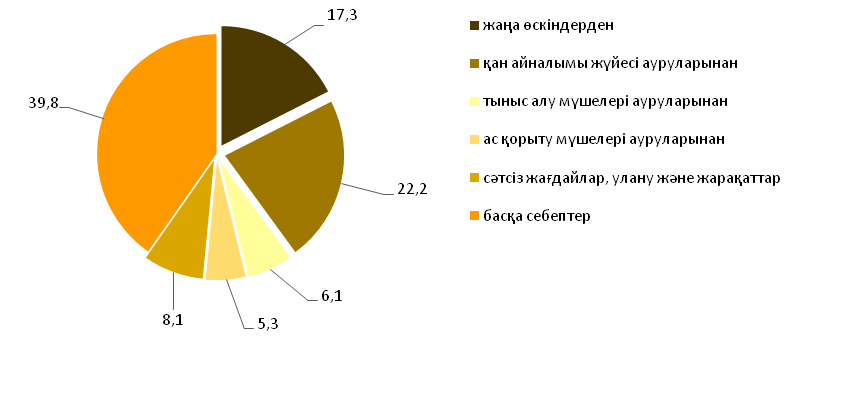 17,3
39,8
22,2
6,1
5,3
8,1
жаңа өскіндерден
қан айналымы жүйесі ауруларынан
тыныс алу мүшелері ауруларынан
ас қорыту мүшелері ауруларынан
сәтсіз жағдайлар, улану және жарақаттар
басқа себептер